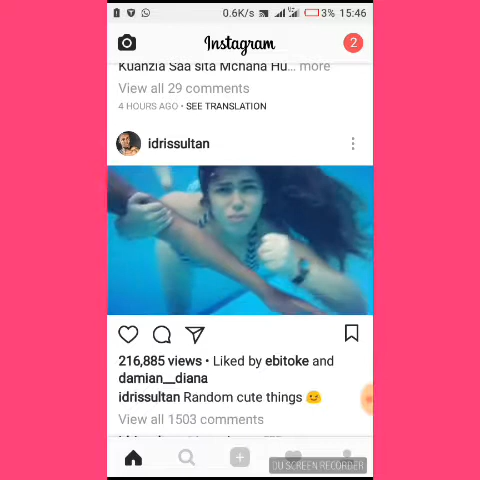 0.6K/s 3% 15:46
Instagram
2
Kuanzia Saa sita Mchana Hu... more
View all 29 comments
4 HOURS AGO • SEE TRANSLATION
idrissultan
216,885 views • Liked by ebitoke and
damian__diana
idrissultan Random cute things
View all 1503 comments
DU SCREEN RECORDER